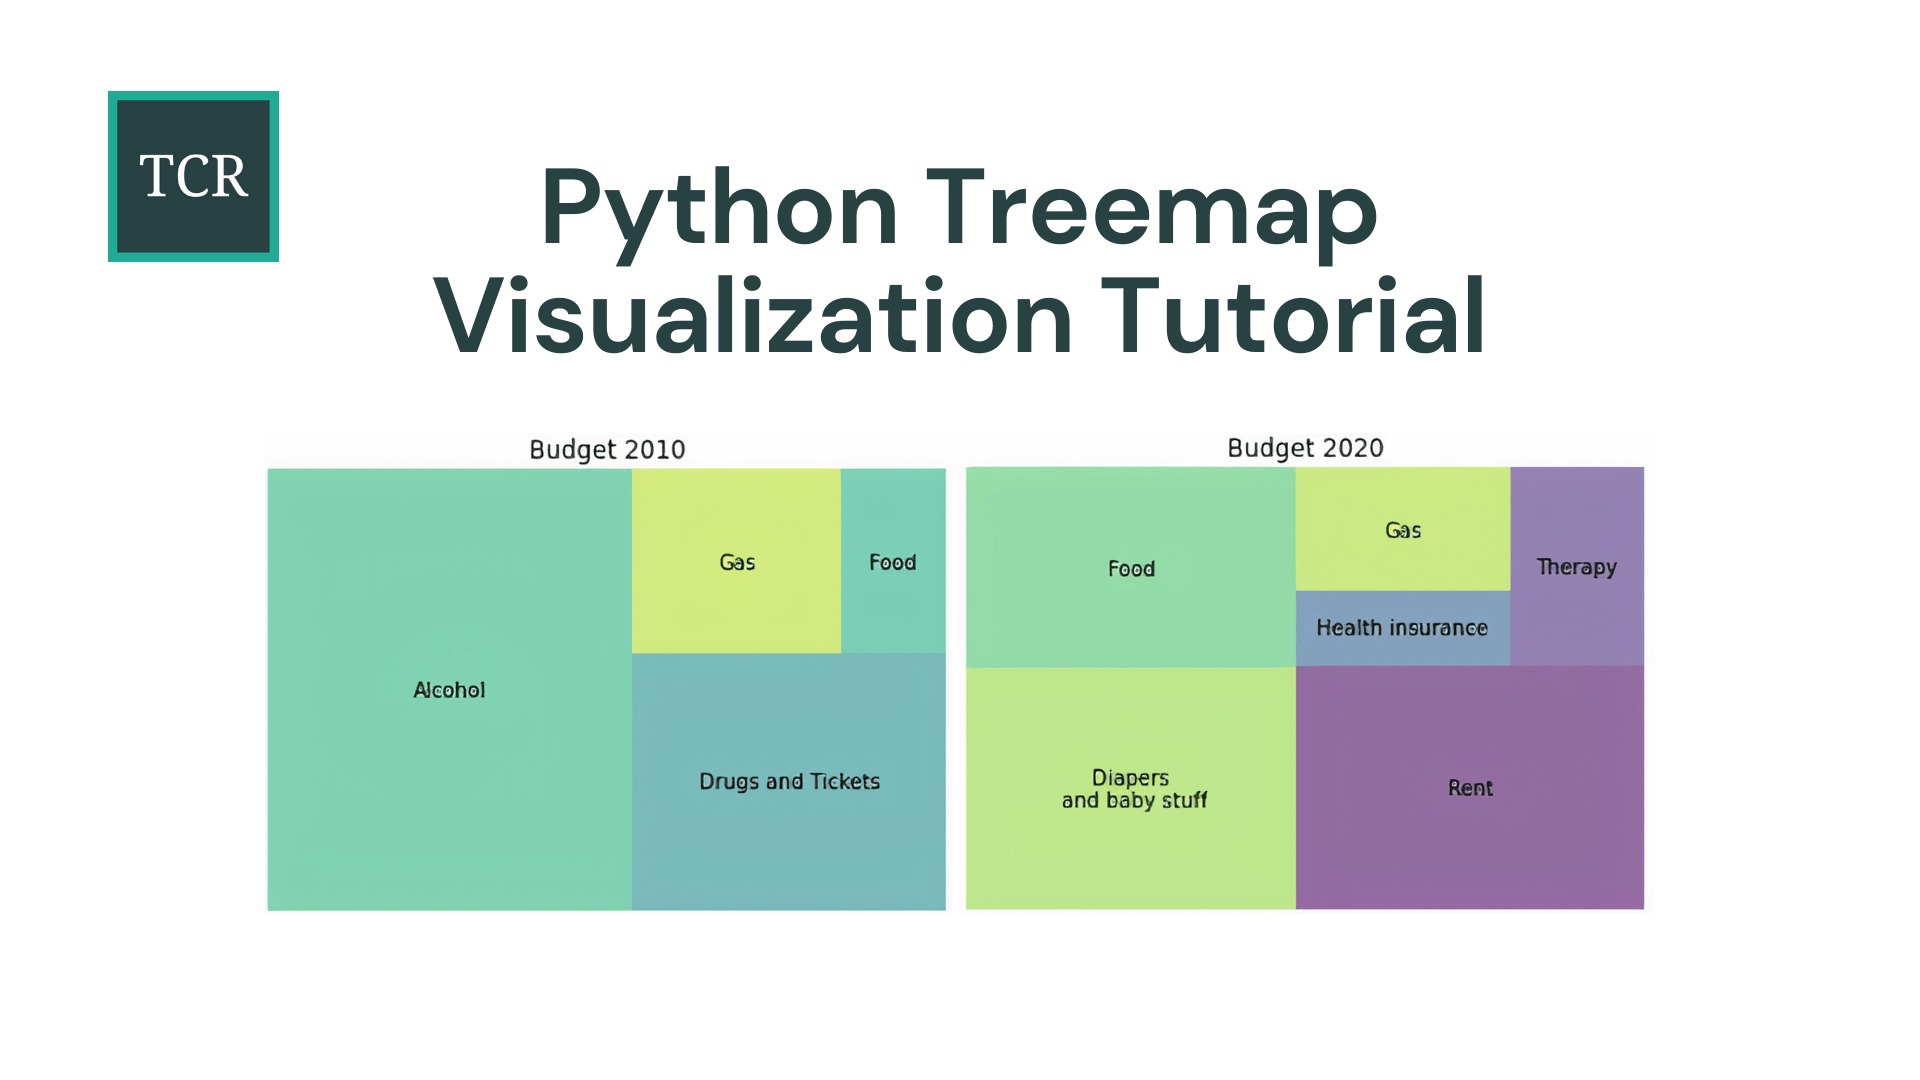 TCR
Python Treemap
Visualization Tutorial
Budget 2010
Alcohol
Gas
Food
Drugs and Tickets
Budget 2020
Food
Gas
Therapy
Health insurance
Diapers
and baby stuff
Rent